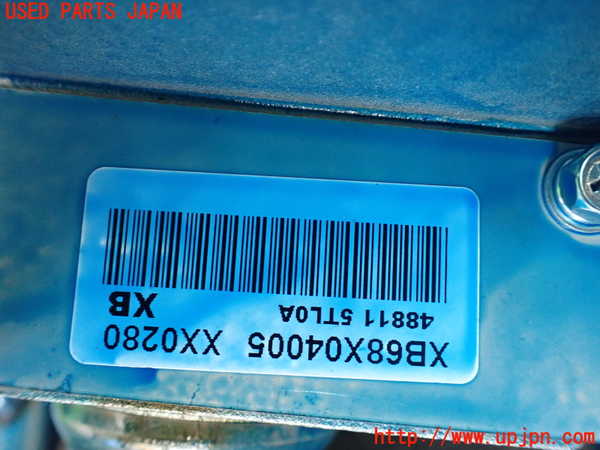 USED PARTS JAPAN
XB68X04005 XX0280
48811 5TL0A XB
http://www.upjpn.com/